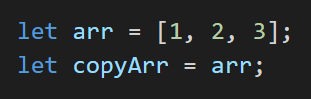 let arr = [1, 2, 3];
let copyArr = arr;